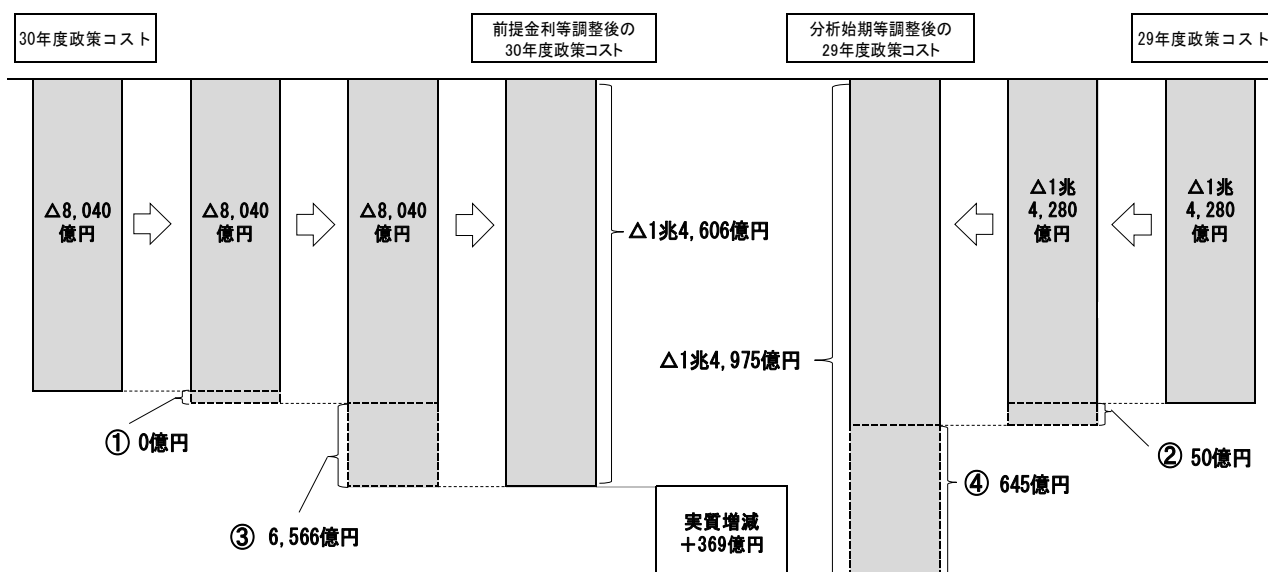 30年度政策コスト
前提金利等調整後の
30年度政策コスト
分析始期等調整後の
29年度政策コスト
29年度政策コスト
△8,040
億円
△8,040
億円
△8,040
億円
△1兆4,606億円
△1兆
4,280
億円
△1兆
4,280
億円
△1兆4,975億円
① 0億円
② 50億円
③ 6,566億円
④ 645億円
実質増減
＋369億円